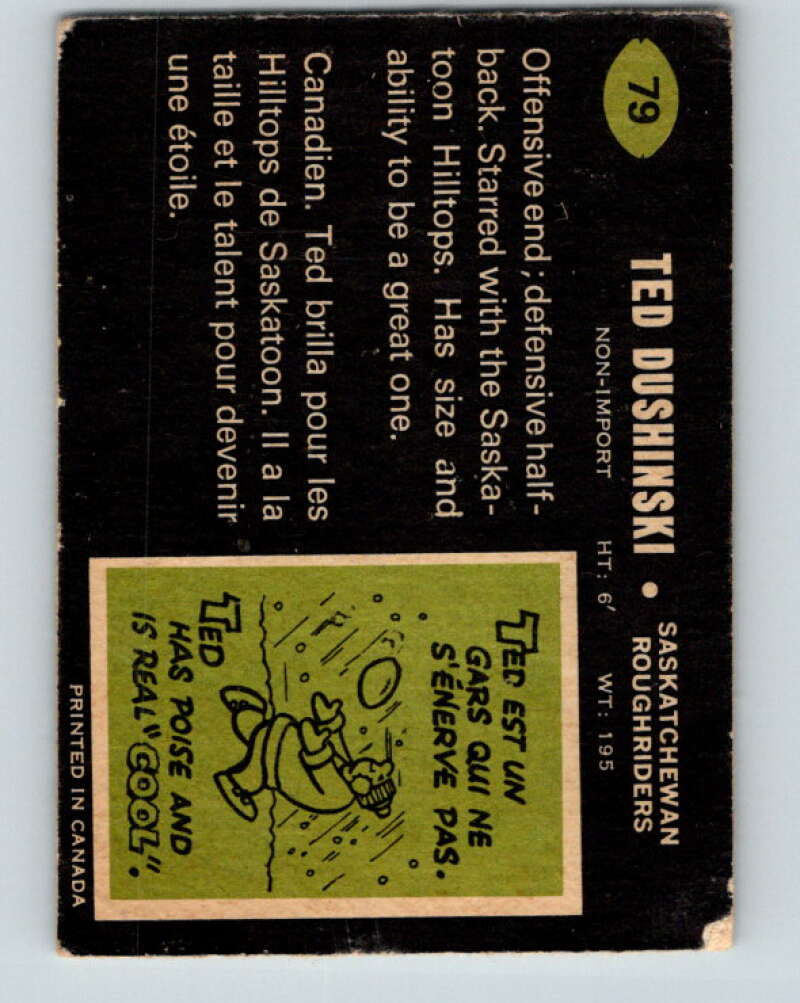 79
TED DUSHINSKI • SASKATCHEWAN
ROUGHRIDERS
NON-IMPORT HT: 6' WT: 195
Offensive end; defensive half-
back. Starred with the Saska-
toon Hilltops. Has size and
ability to be a great one.
Canadien. Ted brilla pour les
Hilltops de Saskatoon. Il a la
taille et le talent pour devenir
une étoile.
TED EST UN
GARS QUI NE
S'ÉNERVE PAS.
TED
HAS POISE AND
IS REAL "COOL".
PRINTED IN CANADA